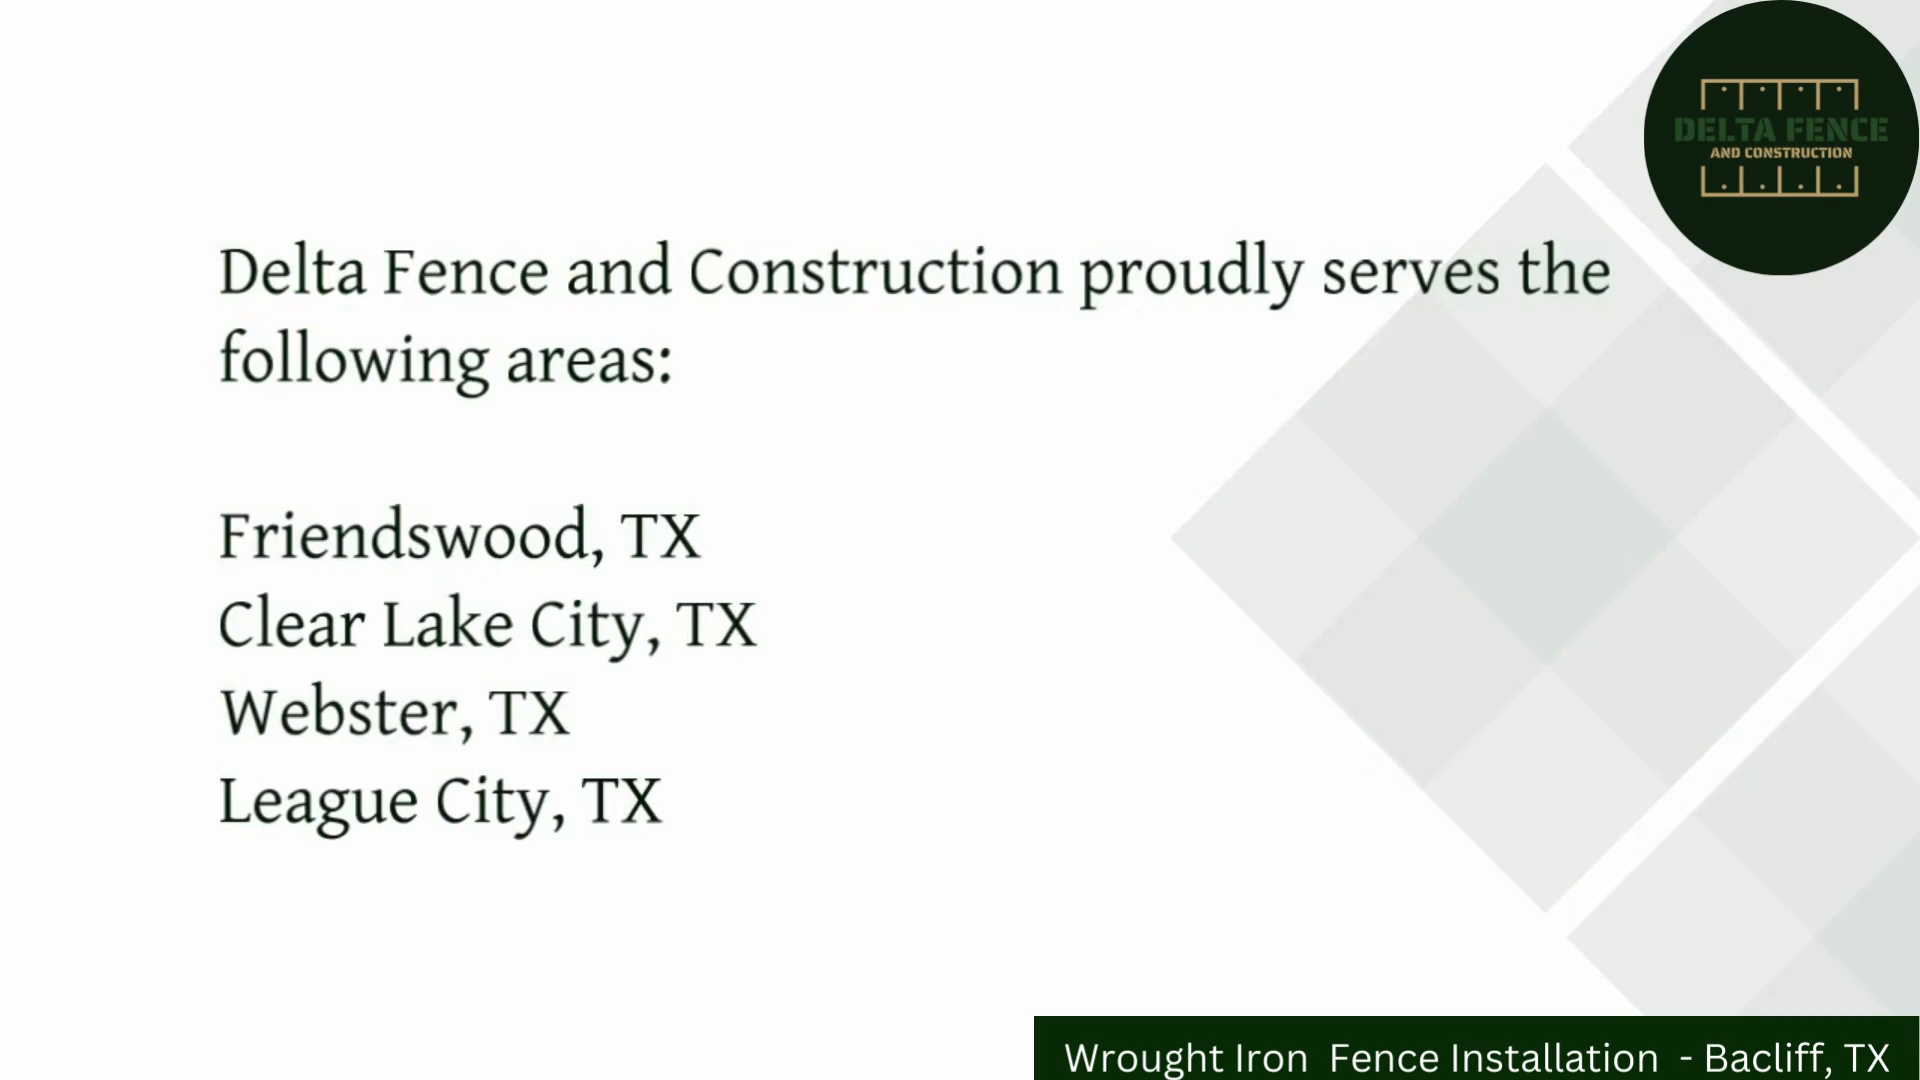 DELTA FENCE
AND CONSTRUCTION
Delta Fence and Construction proudly serves the
following areas:
Friendswood, TX
Clear Lake City, TX
Webster, TX
League City, TX
Wrought Iron Fence Installation - Bacliff, TX